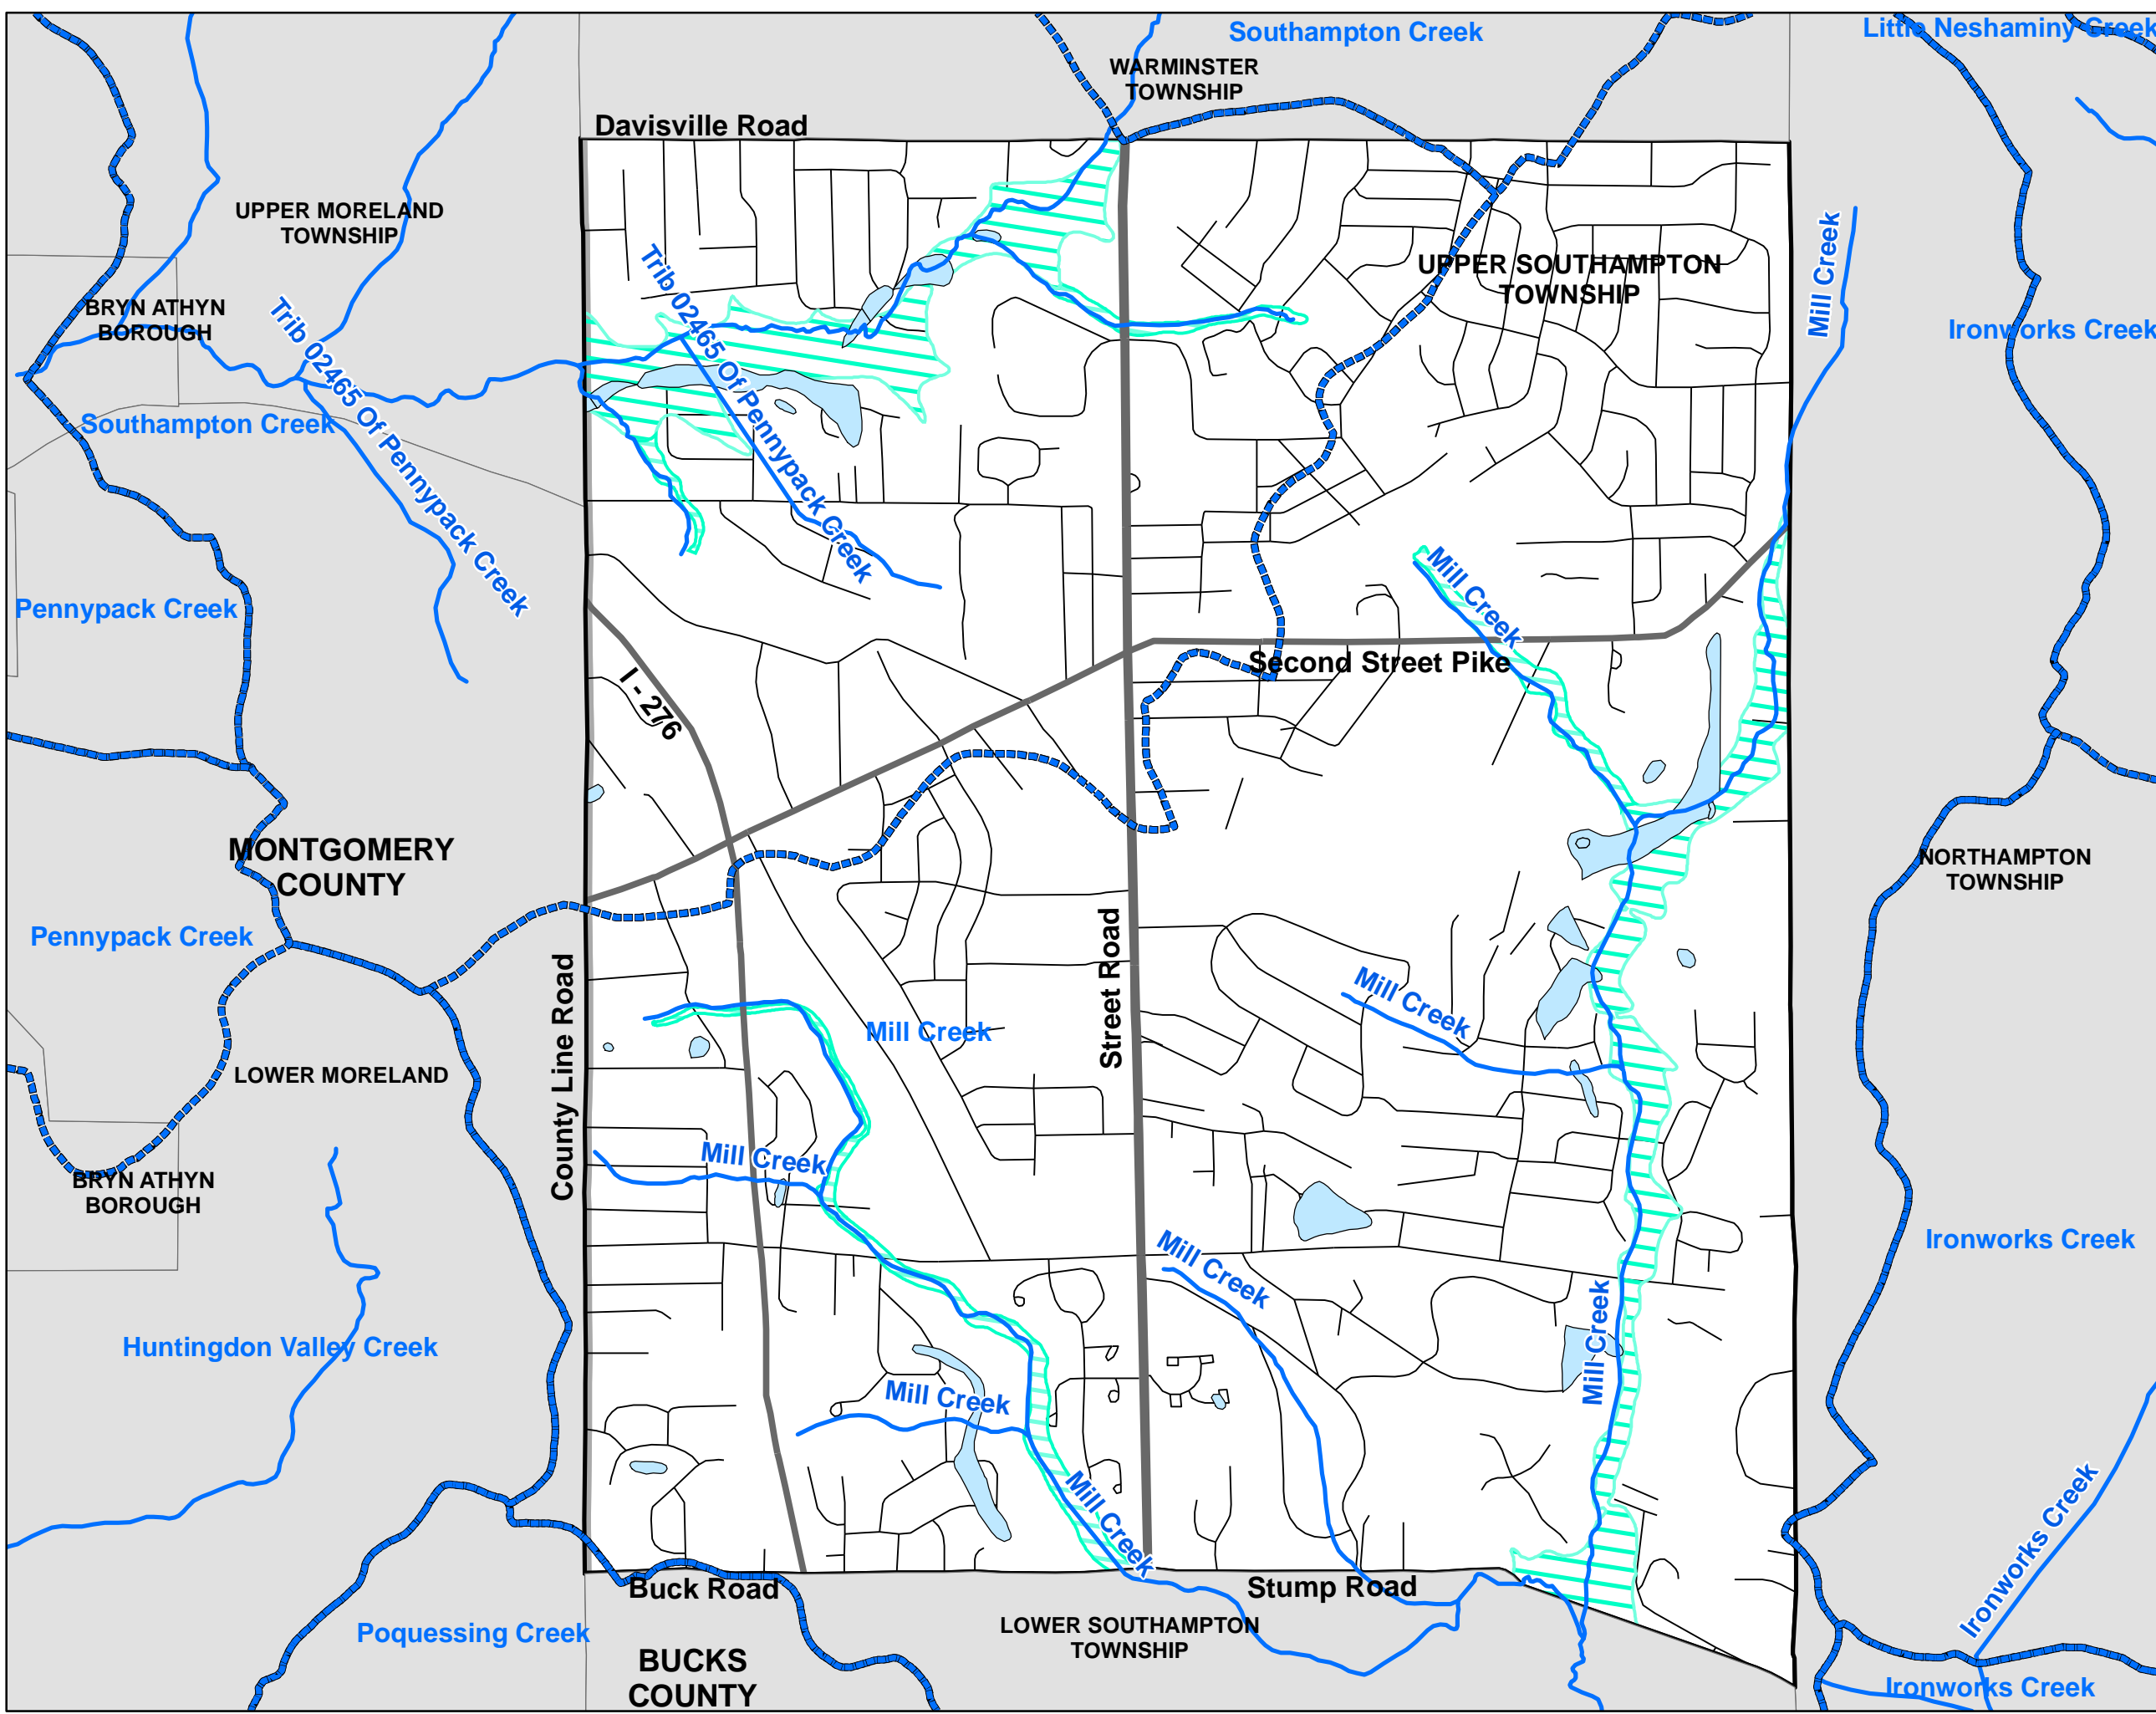 Southampton Creek
Little Neshaminy Creek
WARMINSTER
TOWNSHIP
Davisville Road
UPPER MORELAND
TOWNSHIP
Mill Creek
UPPER SOUTHAMPTON
TOWNSHIP
BRYN ATHYN
BOROUGH
Trib 02465 Of Pennypack Creek
Trib 02465 Of Pennypack Creek
Ironworks Creek
Southampton Creek
Pennypack Creek
Mill Creek
Second Street Pike
I - 276
MONTGOMERY
COUNTY
NORTHAMPTON
TOWNSHIP
Pennypack Creek
County Line Road
Street Road
Mill Creek
Mill Creek
LOWER MORELAND
Mill Creek
BRYN ATHYN
BOROUGH
Mill Creek
Ironworks Creek
Huntingdon Valley Creek
Mill Creek
Mill Creek
Mill Creek
Ironworks Creek
Buck Road
Stump Road
Poquessing Creek
LOWER SOUTHAMPTON
TOWNSHIP
BUCKS
COUNTY
Ironworks Creek